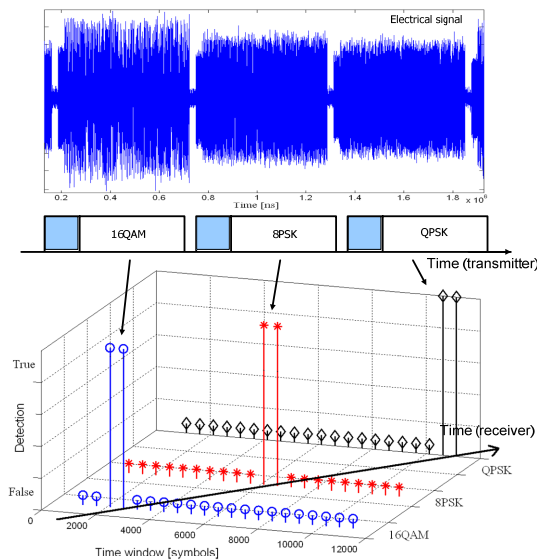 Electrical signal
0.2 0.4 0.6 0.8 1 1.2 1.4 1.6 1.8
Time [ns]
16QAM 8PSK QPSK
Time (transmitter)
True
Detection
False
Time (receiver)
QPSK
8PSK
16QAM
0 2000 4000 6000 8000 10000 12000
Time window [symbols]